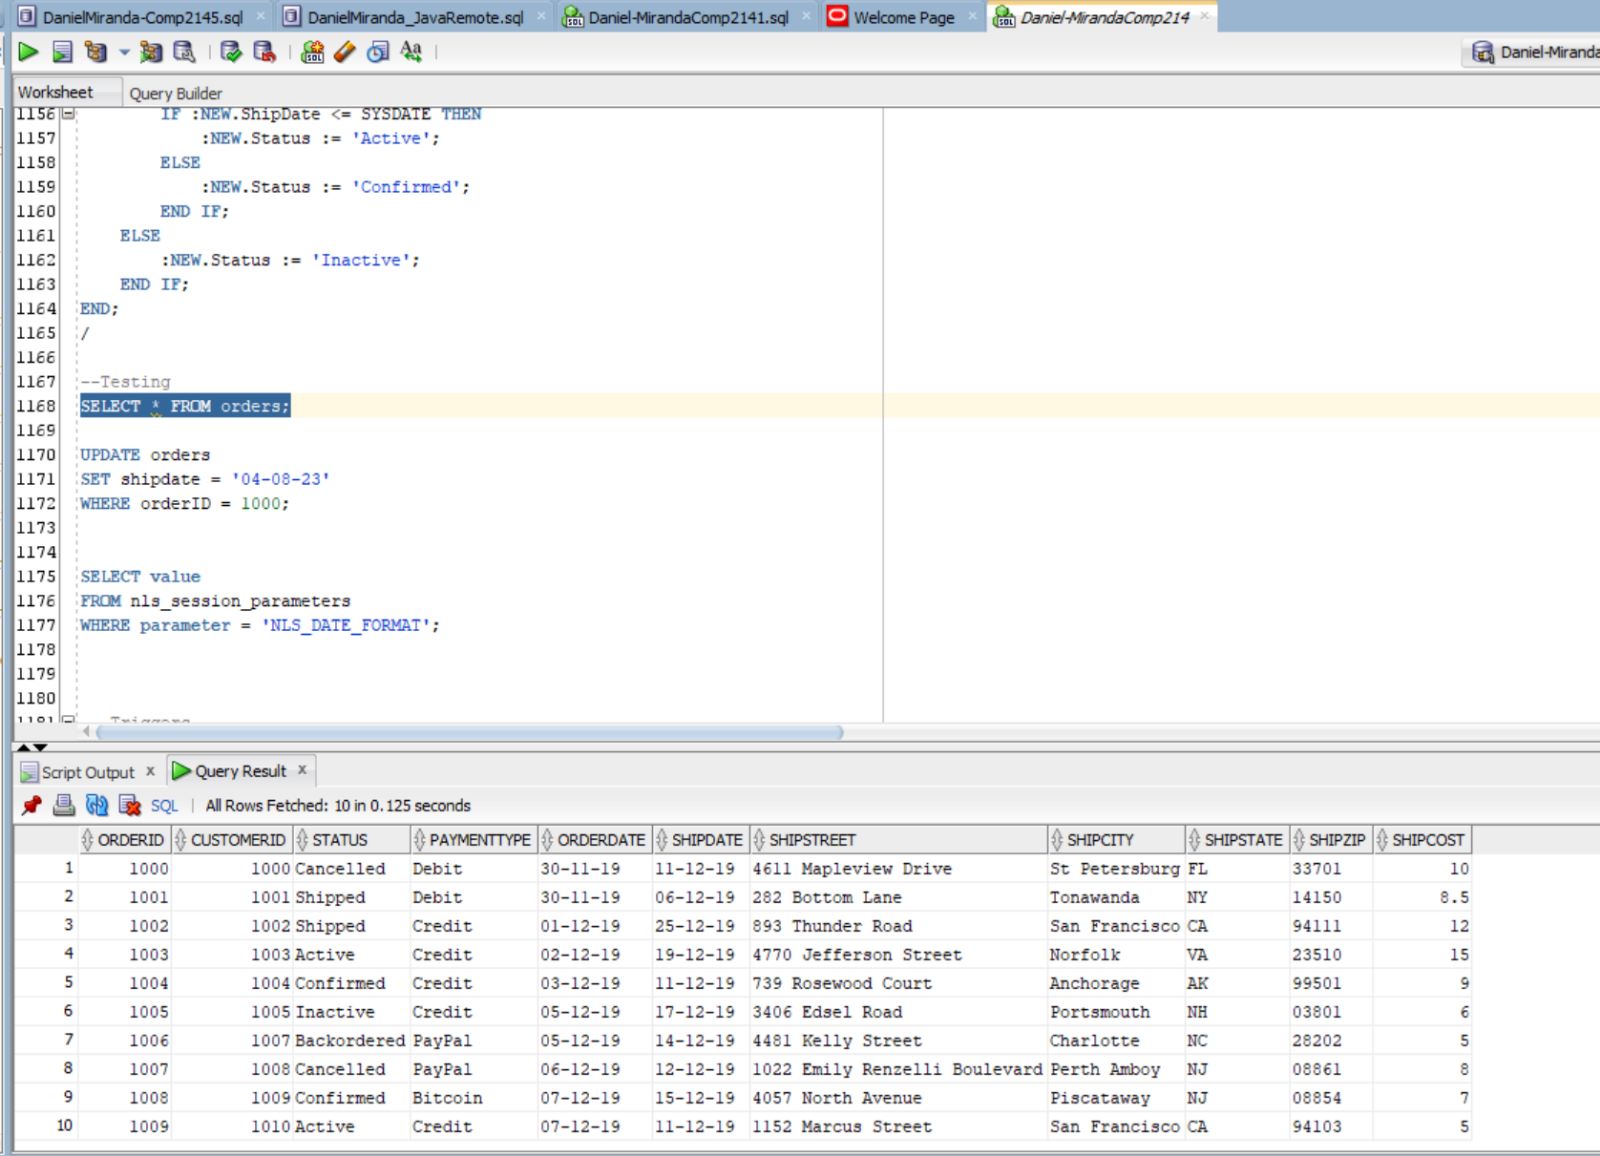 DanielMiranda-Comp2145.sql DanielMiranda_JavaRemote.sql Daniel-MirandaComp2141.sql Welcome Page Daniel-MirandaComp214
Daniel-Miranda
Worksheet Query Builder
1156 IF :NEW.ShipDate <= SYSDATE THEN
1157 :NEW.Status := 'Active';
1158 ELSE
1159 :NEW.Status := 'Confirmed';
1160 END IF;
1161 ELSE
1162 :NEW.Status := 'Inactive';
1163 END IF;
1164 END;
1165 /
1166
1167 --Testing
1168 SELECT * FROM orders;
1169
1170 UPDATE orders
1171 SET shipdate = '04-08-23'
1172 WHERE orderID = 1000;
1173
1174
1175 SELECT value
1176 FROM nls_session_parameters
1177 WHERE parameter = 'NLS_DATE_FORMAT';
1178
1179
1180
1181 Triggers
Script Output x Query Result x
SQL | All Rows Fetched: 10 in 0.125 seconds
ORDERID CUSTOMERID STATUS PAYMENTTYPE ORDERDATE SHIPDATE SHIPSTREET SHIPCITY SHIPSTATE SHIPZIP SHIPCOST
1 1000 1000 Cancelled Debit 30-11-19 11-12-19 4611 Mapleview Drive St Petersburg FL 33701 10
2 1001 1001 Shipped Debit 30-11-19 06-12-19 282 Bottom Lane Tonawanda NY 14150 8.5
3 1002 1002 Shipped Credit 01-12-19 25-12-19 893 Thunder Road San Francisco CA 94111 12
4 1003 1003 Active Credit 02-12-19 19-12-19 4770 Jefferson Street Norfolk VA 23510 15
5 1004 1004 Confirmed Credit 03-12-19 11-12-19 739 Rosewood Court Anchorage AK 99501 9
6 1005 1005 Inactive Credit 05-12-19 17-12-19 3406 Edsel Road Portsmouth NH 03801 6
7 1006 1007 Backordered PayPal 05-12-19 14-12-19 4481 Kelly Street Charlotte NC 28202 5
8 1007 1008 Cancelled PayPal 06-12-19 12-12-19 1022 Emily Renzelli Boulevard Perth Amboy NJ 08861 8
9 1008 1009 Confirmed Bitcoin 07-12-19 15-12-19 4057 North Avenue Piscataway NJ 08854 7
10 1009 1010 Active Credit 07-12-19 11-12-19 1152 Marcus Street San Francisco CA 94103 5